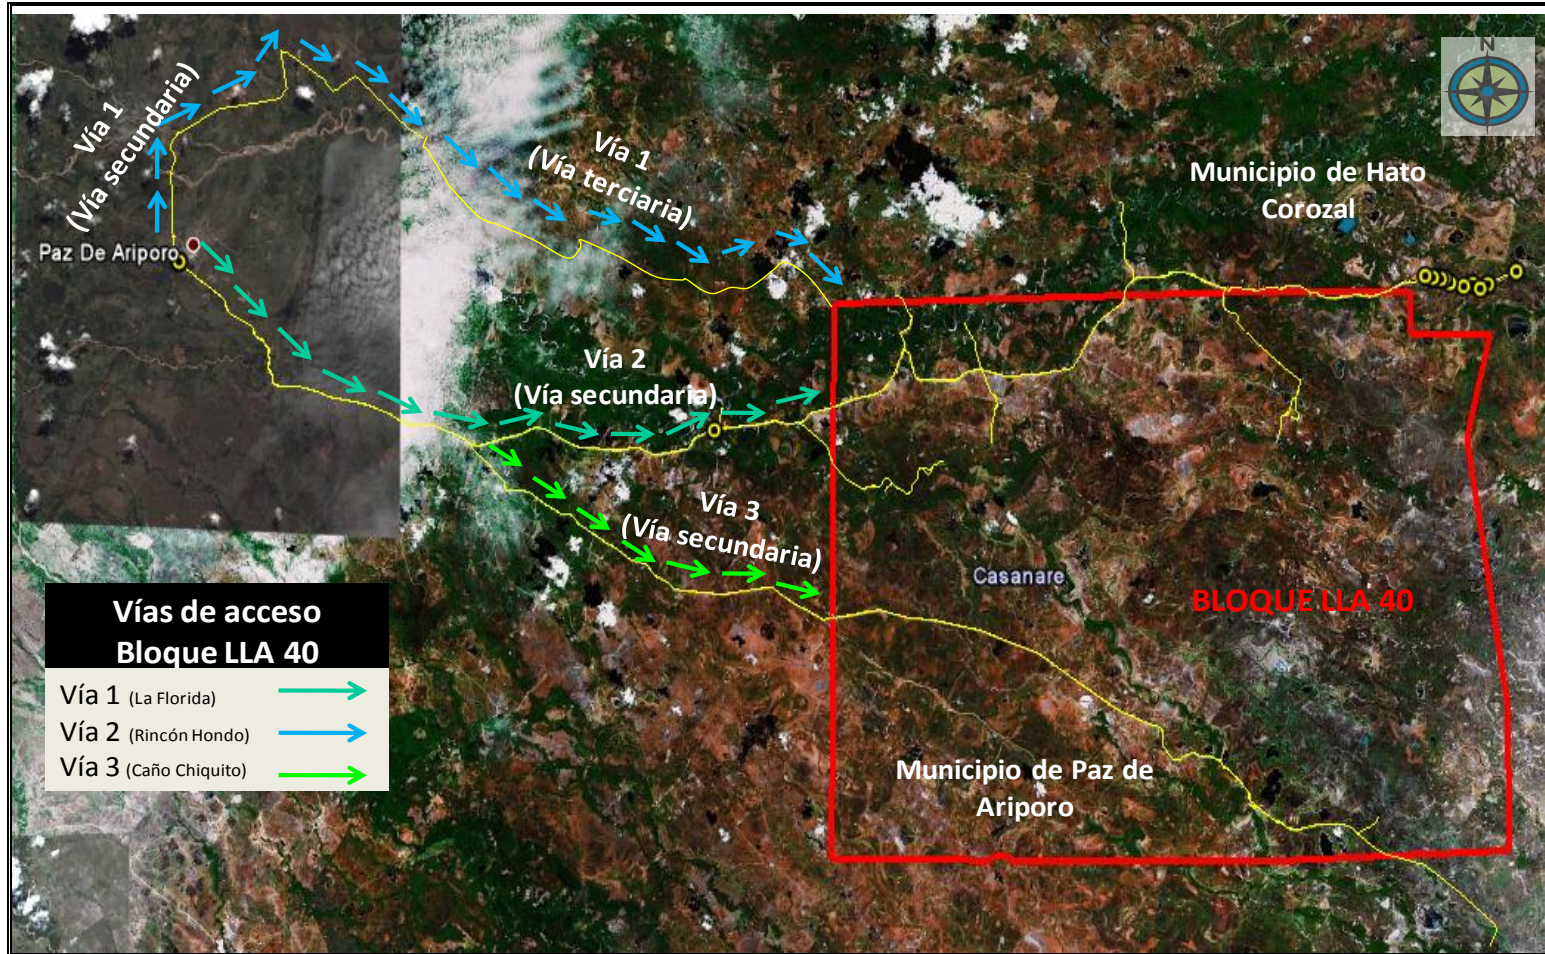 N
Vía 1
(Vía secundaria)
Vía 1
(Vía terciaria)
Municipio de Hato
Corozal
Paz De Ariporo
Vía 2
(Vía secundaria)
Vía 3
(Vía secundaria)
Casanare
BLOQUE LLA 40
Vías de acceso
Bloque LLA 40
Vía 1 (La Florida)
Vía 2 (Rincón Hondo)
Vía 3 (Caño Chiquito)
Municipio de Paz de
Ariporo